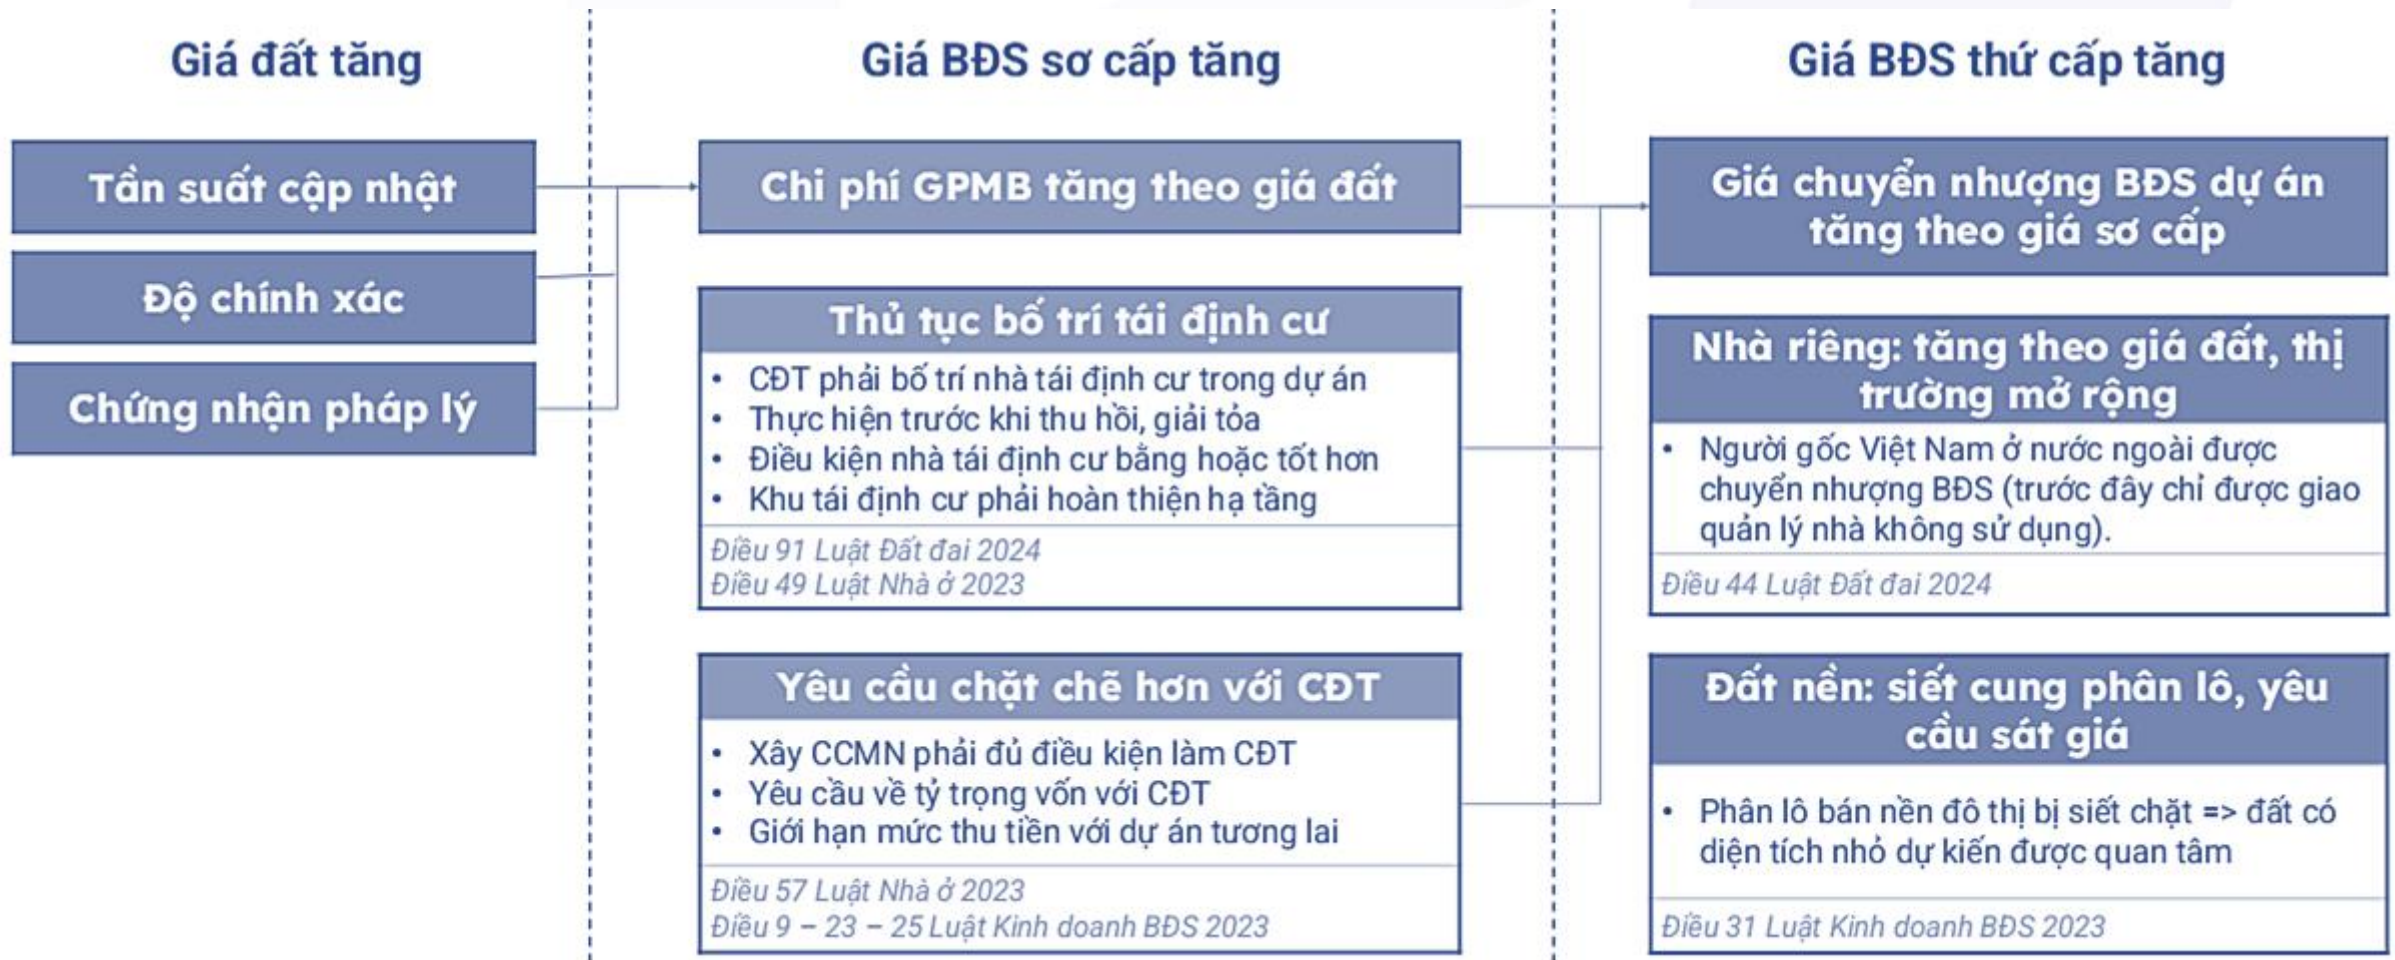 Giá đất tăng
Tần suất cập nhật
Độ chính xác
Chứng nhận pháp lý
Giá BĐS sơ cấp tăng
Chi phí GPMB tăng theo giá đất
Thủ tục bố trí tái định cư
• CĐT phải bố trí nhà tái định cư trong dự án
• Thực hiện trước khi thu hồi, giải tỏa
• Điều kiện nhà tái định cư bằng hoặc tốt hơn
• Khu tái định cư phải hoàn thiện hạ tầng
Điều 91 Luật Đất đai 2024
Điều 49 Luật Nhà ở 2023
Yêu cầu chặt chẽ hơn với CĐT
• Xây CCMN phải đủ điều kiện làm CĐT
• Yêu cầu về tỷ trọng vốn với CĐT
• Giới hạn mức thu tiền với dự án tương lai
Điều 57 Luật Nhà ở 2023
Điều 9 – 23 – 25 Luật Kinh doanh BĐS 2023
Giá BĐS thứ cấp tăng
Giá chuyển nhượng BĐS dự án
tăng theo giá sơ cấp
Nhà riêng: tăng theo giá đất, thị
trường mở rộng
• Người gốc Việt Nam ở nước ngoài được
chuyển nhượng BĐS (trước đây chỉ được giao
quản lý nhà không sử dụng).
Điều 44 Luật Đất đai 2024
Đất nền: siết cung phân lô, yêu
cầu sát giá
• Phân lô bán nền đô thị bị siết chặt => đất có
diện tích nhỏ dự kiến được quan tâm
Điều 31 Luật Kinh doanh BĐS 2023